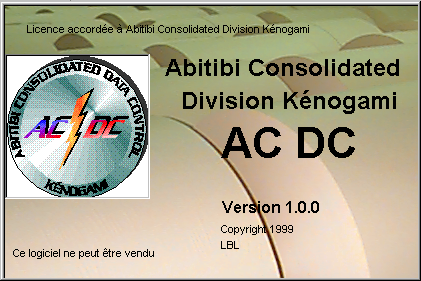 Licence accordée à Abitibi Consolidated Division Kénogami
Abitibi Consolidated
Division Kénogami
AC DC
ABITIBI CONSOLIDATED DATA CONTROL
AC DC
KÉNOGAMI
Version 1.0.0
Copyright 1999
LBL
Ce logiciel ne peut être vendu